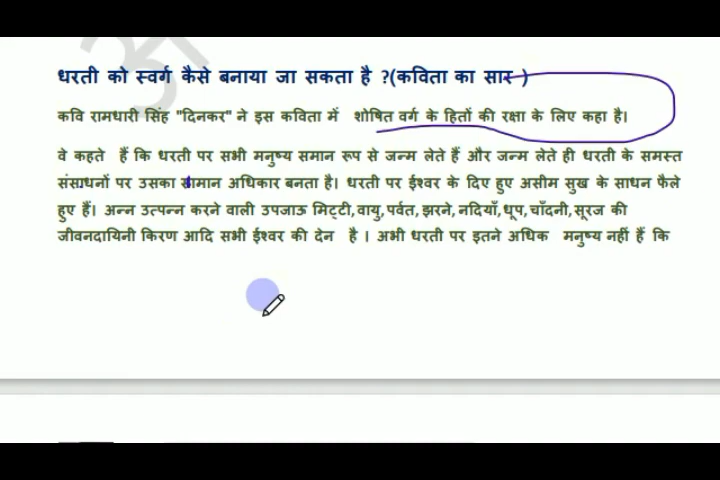 धरती को स्वर्ग कैसे बनाया जा सकता है ?(कविता का सार )
कवि रामधारी सिंह "दिनकर" ने इस कविता में शोषित वर्ग के हितों की रक्षा के लिए कहा है।
वे कहते हैं कि धरती पर सभी मनुष्य समान रूप से जन्म लेते हैं और जन्म लेते ही धरती के समस्त
संसाधनों पर उसका सामान अधिकार बनता है। धरती पर ईश्वर के दिए हुए असीम सुख के साधन फैले
हुए हैं। अन्न उत्पन्न करने वाली उपजाऊ मिट्टी,वायु,पर्वत,झरने,नदियाँ,धूप,चाँदनी,सूरज की
जीवनदायिनी किरण आदि सभी ईश्वर की देन है । अभी धरती पर इतने अधिक मनुष्य नहीं हैं कि